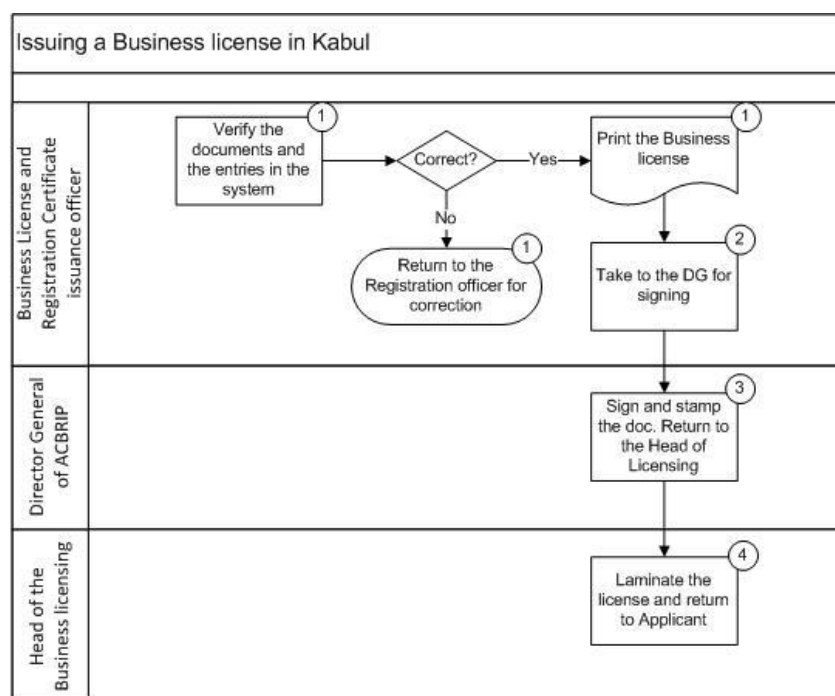 Issuing a Business license in Kabul
Business License and
Registration Certificate
issuance officer
1
Verify the
documents and
the entries in the
system
Correct?
Yes
1
Print the Business
license
No
1
Return to the
Registration officer for
correction
2
Take to the DG for
signing
Director General
of ACBRIP
3
Sign and stamp
the doc. Return to
the Head of
Licensing
Head of the
Business licensing
4
Laminate the
license and return
to Applicant